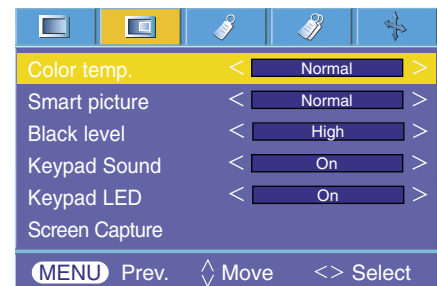 Color temp. < Normal >
Smart picture < Normal >
Black level < High >
Keypad Sound < On >
Keypad LED < On >
Screen Capture
MENU Prev. Move <> Select